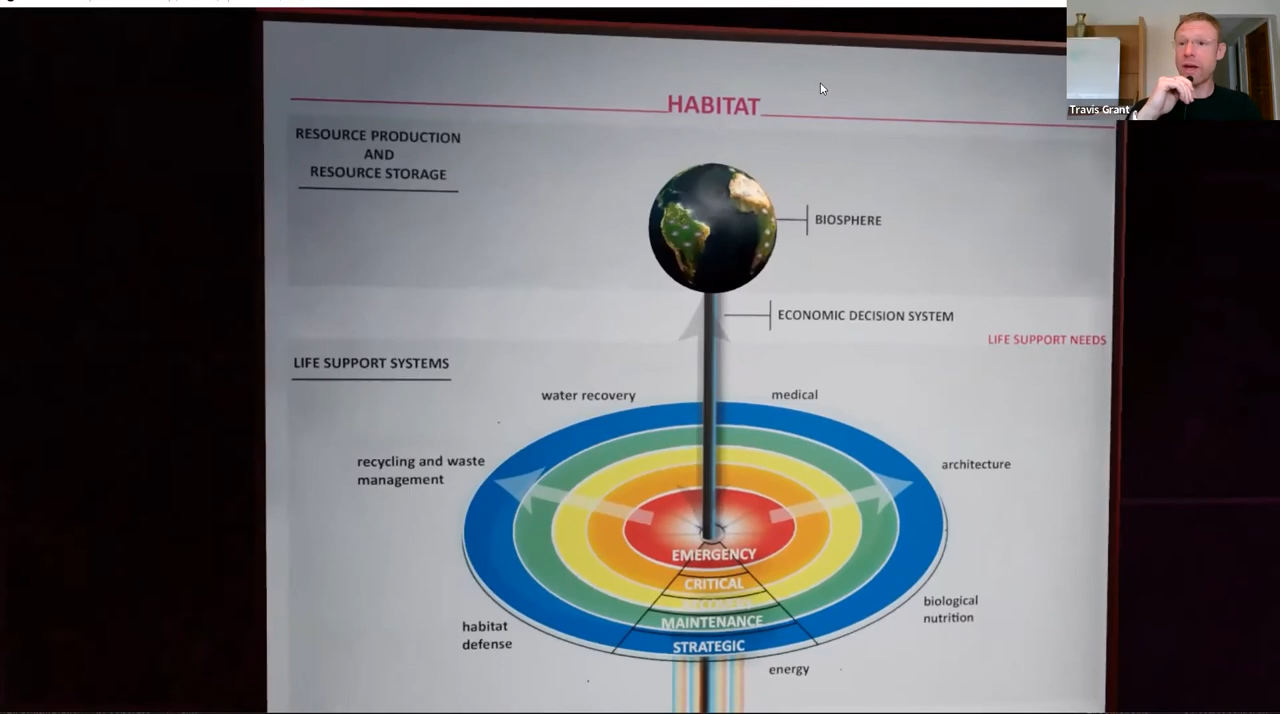 HABITAT
Travis Grant
RESOURCE PRODUCTION
AND
RESOURCE STORAGE
BIOSPHERE
ECONOMIC DECISION SYSTEM
LIFE SUPPORT NEEDS
LIFE SUPPORT SYSTEMS
water recovery
medical
recycling and waste
management
architecture
EMERGENCY
CRITICAL
MAINTENANCE
STRATEGIC
biological
nutrition
habitat
defense
energy